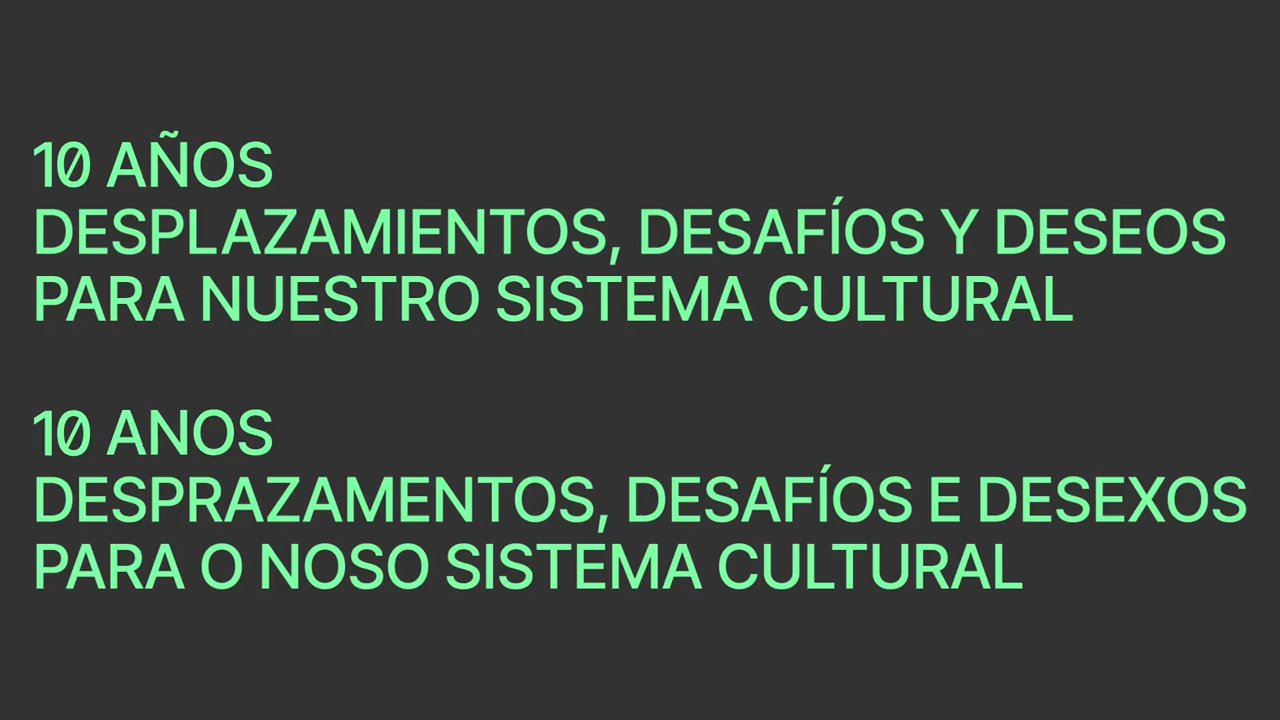 10 AÑOS
DESPLAZAMIENTOS, DESAFÍOS Y DESEOS
PARA NUESTRO SISTEMA CULTURAL
10 ANOS
DESPRAZAMENTOS, DESAFÍOS E DESEXOS
PARA O NOSO SISTEMA CULTURAL